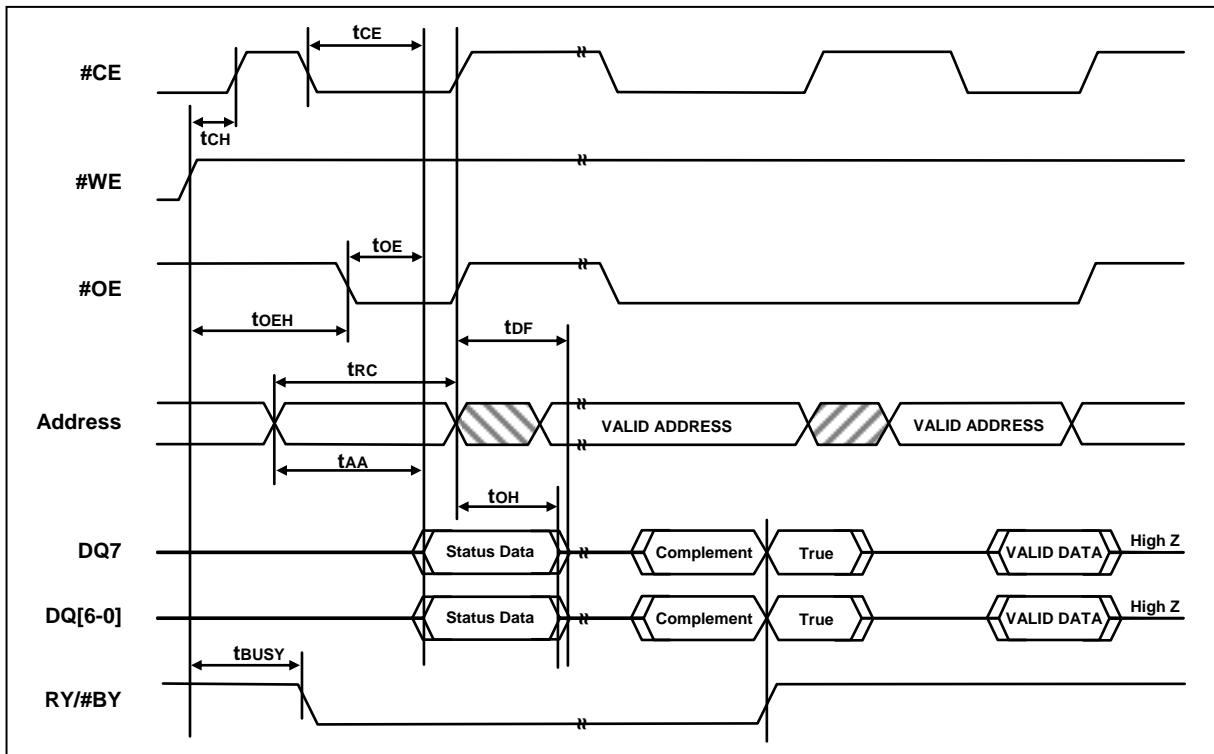 tCE
#CE
tCH
#WE
tOE
#OE
tOEH
tDF
tRC
Address
VALID ADDRESS
VALID ADDRESS
tAA
tOH
DQ7
Status Data
Complement
True
VALID DATA
High Z
DQ[6-0]
Status Data
Complement
True
VALID DATA
High Z
tBUSY
RY/#BY